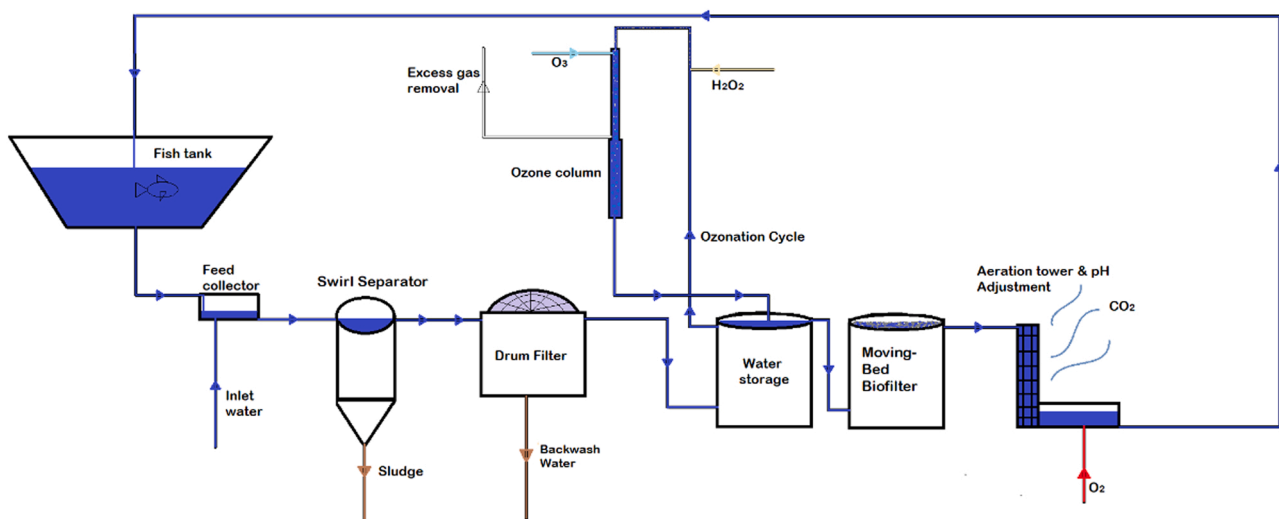 O₃
Excess gas
removal
H₂O₂
Fish tank
Ozone column
Ozonation Cycle
Feed
collector
Swirl Separator
Aeration tower & pH
Adjustment
CO₂
Drum Filter
Water
storage
Moving-
Bed
Biofilter
Inlet
water
Backwash
Water
Sludge
O₂